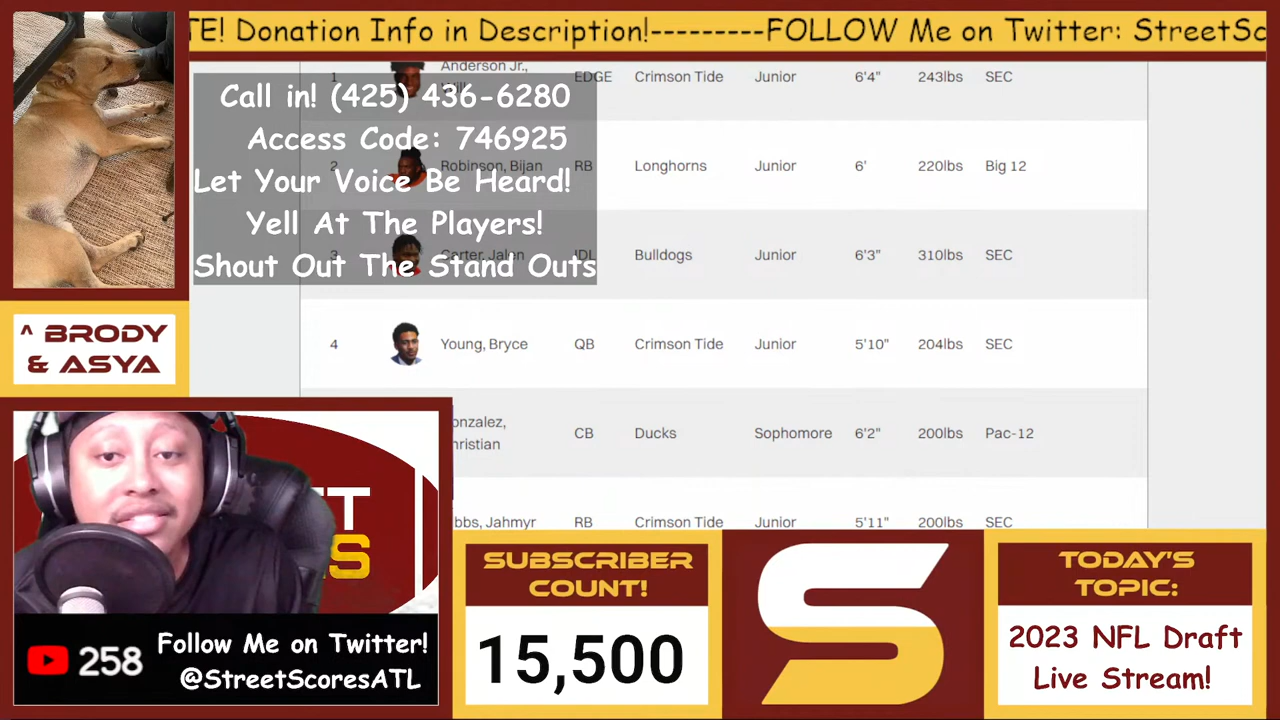 TE! Donation Info in Description!---------FOLLOW Me on Twitter: StreetSc
Call in! (425) 436-6280
Access Code: 746925
Let Your Voice Be Heard!
Yell At The Players!
Shout Out The Stand Outs
1 Anderson Jr., EDGE Crimson Tide Junior 6'4" 243lbs SEC
2 Robinson, Bijan RB Longhorns Junior 6' 220lbs Big 12
3 Carter, Jalen IDL Bulldogs Junior 6'3" 310lbs SEC
4 Young, Bryce QB Crimson Tide Junior 5'10" 204lbs SEC
onzalez,
hristian CB Ducks Sophomore 6'2" 200lbs Pac-12
bbs, Jahmyr RB Crimson Tide Junior 5'11" 200lbs SEC
^ BRODY
& ASYA
258
Follow Me on Twitter!
@StreetScoresATL
SUBSCRIBER
COUNT!
15,500
S
TODAY'S
TOPIC:
2023 NFL Draft
Live Stream!